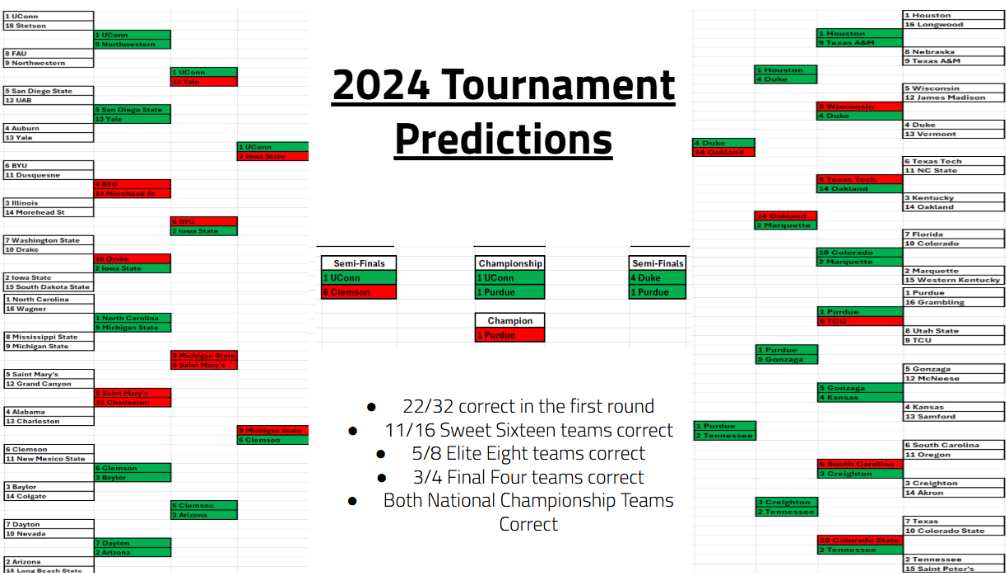 1 UConn
16 Stetson
8 FAU
9 Northwestern
5 San Diego State
12 UAB
4 Auburn
13 Yale
6 BYU
11 Dusquesne
3 Illinois
14 Morehead St
7 Washington State
10 Drake
2 Iowa State
15 South Dakota State
1 North Carolina
16 Wagner
8 Mississippi State
9 Michigan State
5 Saint Mary's
12 Grand Canyon
4 Alabama
13 Charleston
6 Clemson
11 New Mexico State
3 Baylor
14 Colgate
7 Dayton
10 Nevada
2 Arizona
15 Long Beach State
1 UConn
9 Northwestern
5 San Diego State
13 Yale
6 BYU
14 Morehead St
10 Drake
2 Iowa State
1 North Carolina
9 Michigan State
5 Saint Mary's
13 Charleston
6 Clemson
3 Baylor
7 Dayton
2 Arizona
1 UConn
13 Yale
6 BYU
2 Iowa State
9 Michigan State
5 Saint Mary's
6 Clemson
2 Arizona
1 UConn
2 Iowa State
9 Michigan State
6 Clemson
2024 Tournament
Predictions
Semi-Finals
1 UConn
6 Clemson
Championship
1 UConn
1 Purdue
Semi-Finals
4 Duke
1 Purdue
Champion
1 Purdue
● 22/32 correct in the first round
● 11/16 Sweet Sixteen teams correct
● 5/8 Elite Eight teams correct
● 3/4 Final Four teams correct
● Both National Championship Teams
Correct
4 Duke
14 Oakland
1 Purdue
2 Tennessee
1 Houston
4 Duke
14 Oakland
2 Marquette
1 Purdue
5 Gonzaga
3 Creighton
2 Tennessee
1 Houston
9 Texas A&M
5 Wisconsin
4 Duke
6 Texas Tech
14 Oakland
10 Colorado
2 Marquette
1 Purdue
9 TCU
5 Gonzaga
4 Kansas
6 South Carolina
3 Creighton
10 Colorado State
2 Tennessee
1 Houston
16 Longwood
8 Nebraska
9 Texas A&M
5 Wisconsin
12 James Madison
4 Duke
13 Vermont
6 Texas Tech
11 NC State
3 Kentucky
14 Oakland
7 Florida
10 Colorado
2 Marquette
15 Western Kentucky
1 Purdue
16 Grambling
8 Utah State
9 TCU
5 Gonzaga
12 McNeese
4 Kansas
13 Samford
6 South Carolina
11 Oregon
3 Creighton
14 Akron
7 Texas
10 Colorado State
2 Tennessee
15 Saint Peter's